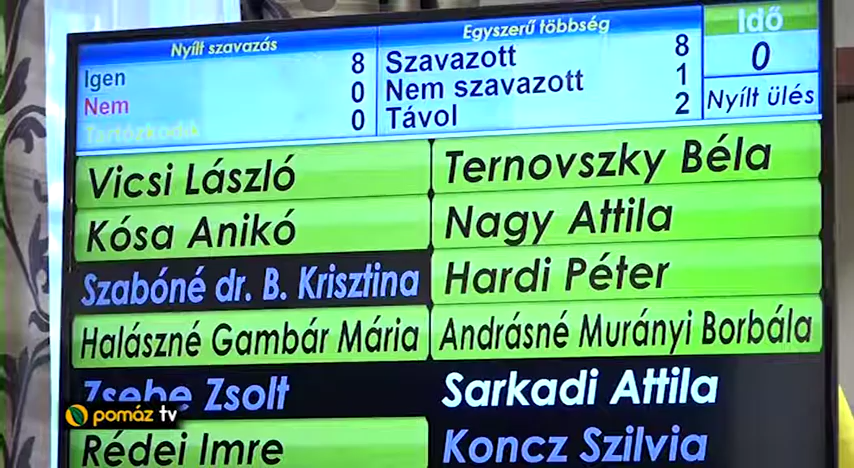 Nyílt szavazás
Igen 8
Nem 0
Tartózkodik 0
Egyszerű többség
Szavazott 8
Nem szavazott 1
Távol 2
Idő
0
Nyílt ülés
Vicsi László
Ternovszky Béla
Kósa Anikó
Nagy Attila
Szabóné dr. B. Krisztina
Hardi Péter
Halászné Gambár Mária
Andrásné Murányi Borbála
Zsebe Zsolt
Sarkadi Attila
Rédei Imre
Koncz Szilvia
pomáz tv